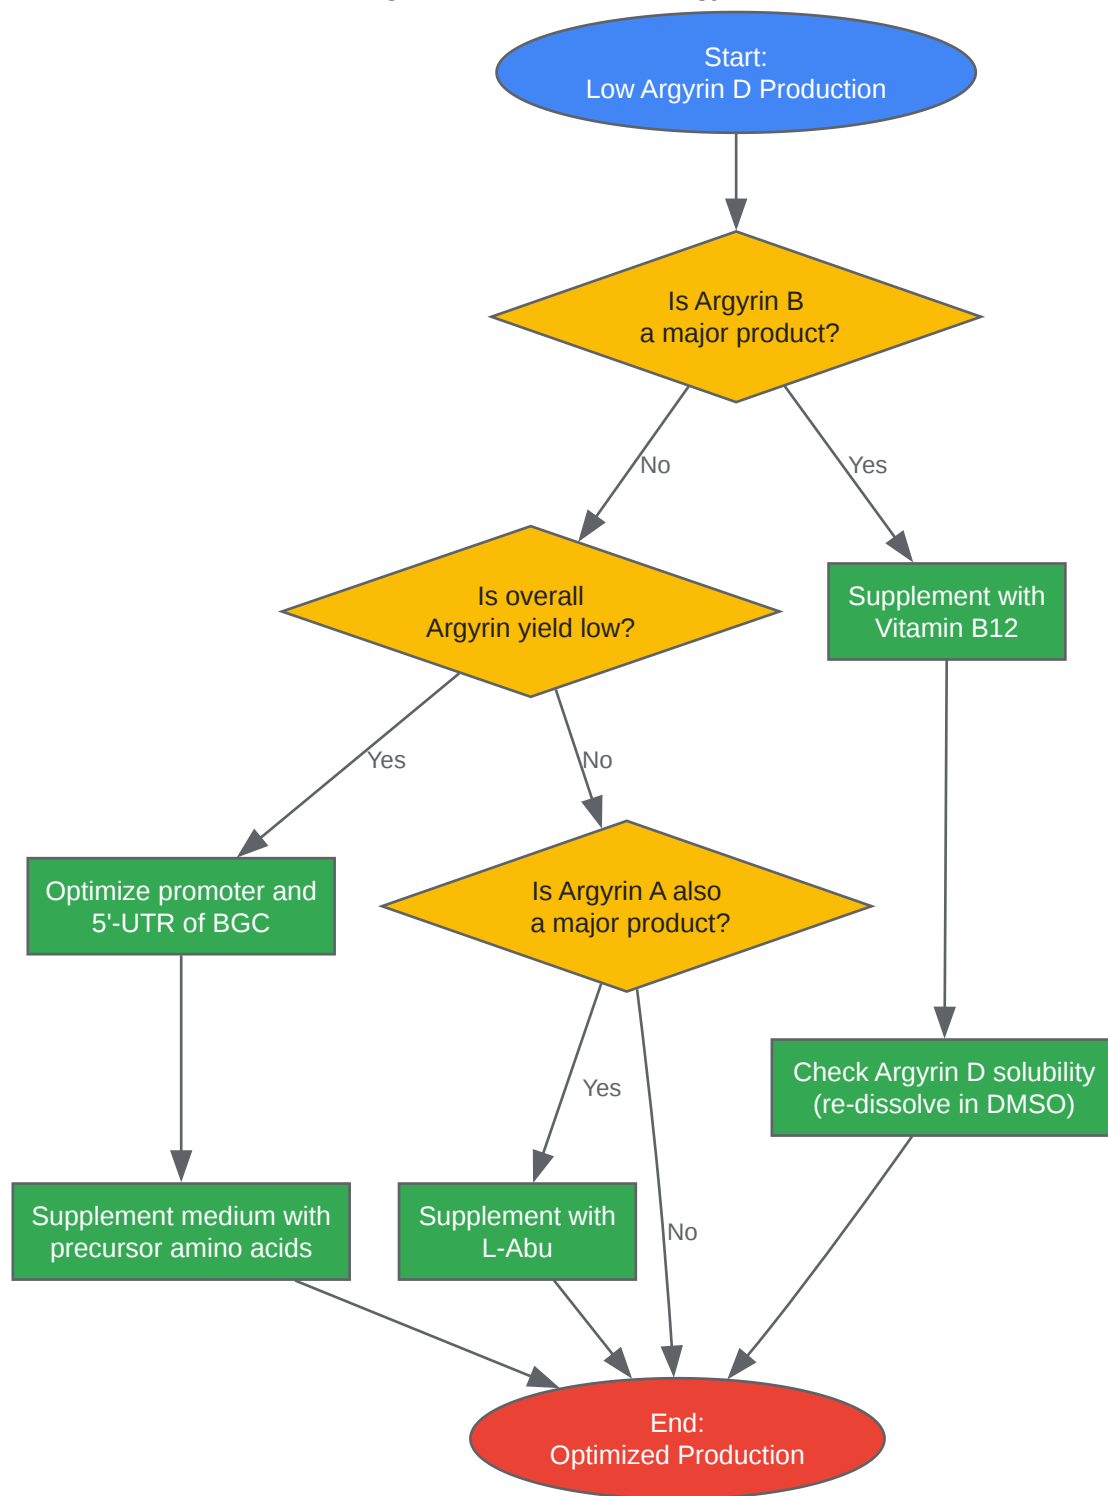 Start:
Low Argyrin D Production
Is Argyrin B
a major product?
No
Yes
Is overall
Argyrin yield low?
Supplement with
Vitamin B12
Yes
No
Optimize promoter and
5'-UTR of BGC
Is Argyrin A also
a major product?
Check Argyrin D solubility
(re-dissolve in DMSO)
Yes
Supplement medium with
precursor amino acids
Supplement with
L-Abu
No
End:
Optimized Production